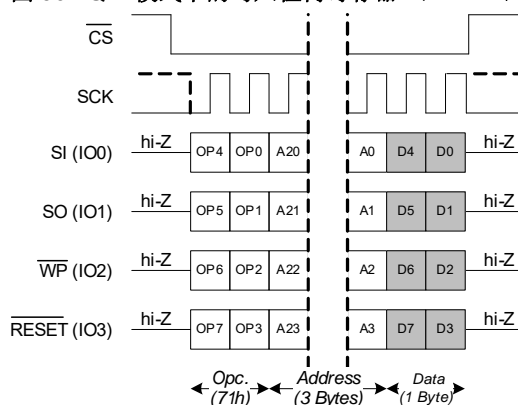 CS
SCK
SI (IO0) hi-Z OP4 OP0 A20 A0 D4 D0 hi-Z
SO (IO1) hi-Z OP5 OP1 A21 A1 D5 D1 hi-Z
WP (IO2) hi-Z OP6 OP2 A22 A2 D6 D2 hi-Z
RESET (IO3) hi-Z OP7 OP3 A23 A3 D7 D3 hi-Z
Opc. Address Data
(71h) (3 Bytes) (1 Byte)